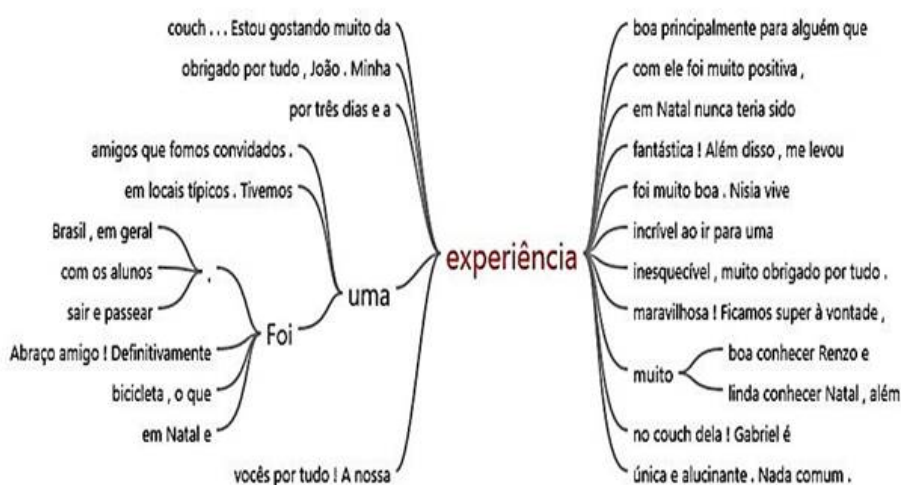 couch . . . Estou gostando muito da
obrigado por tudo , João . Minha
por três dias e a
amigos que fomos convidados .
em locais típicos . Tivemos
Brasil , em geral
com os alunos
sair e passear
.
Abraço amigo ! Definitivamente
bicicleta , o que
em Natal e
Foi
uma
vocês por tudo ! A nossa
experiência
boa principalmente para alguém que
com ele foi muito positiva ,
em Natal nunca teria sido
fantástica ! Além disso , me levou
foi muito boa . Nisia vive
incrível ao ir para uma
inesquecível , muito obrigado por tudo .
maravilhosa ! Ficamos super à vontade ,
muito
boa conhecer Renzo e
linda conhecer Natal , além
no couch dela ! Gabriel é
única e alucinante . Nada comum .